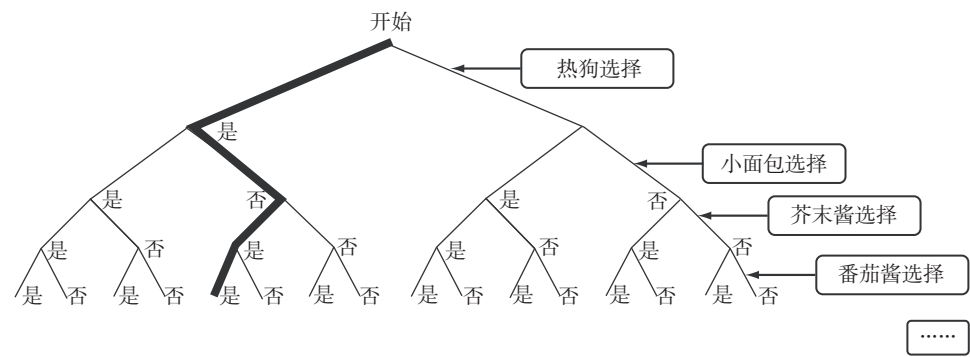 开始
热狗选择
是
小面包选择
是 否 是 否
芥末酱选择
是 否 是 否 是 否 是 否
番茄酱选择
是 否 是 否 是 否 是 否 是 否 是 否 是 否 是 否
……